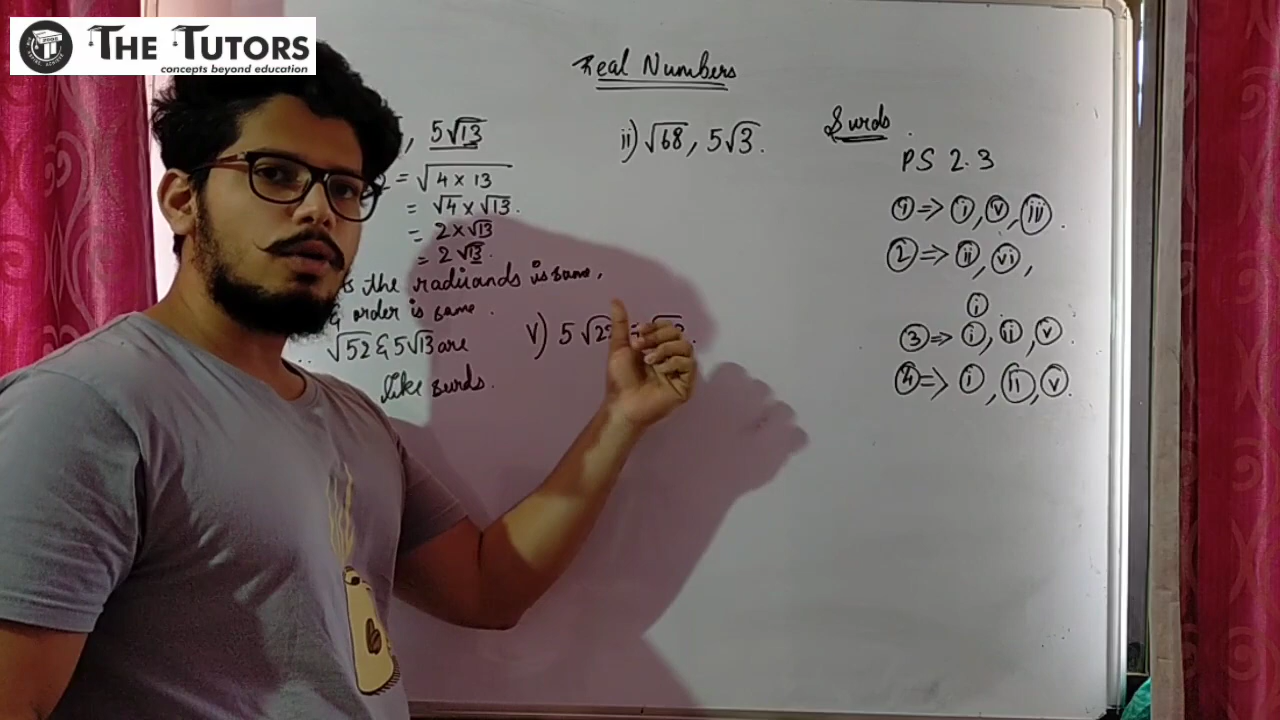 THE TUTORS
concepts beyond education
Real Numbers
, 5√13
= √4 × 13
= √4 × √13.
= 2 × √13
= 2 √13.
the radicands is same,
& order is same.
√52 & 5√13 are
like surds.
ii) √68, 5√3.
v) 5√2
Surds.
PS 2.3
=> i, v,
2 => ii, vi,
i
3 => i, ii, v.
4 => i, ii, v.